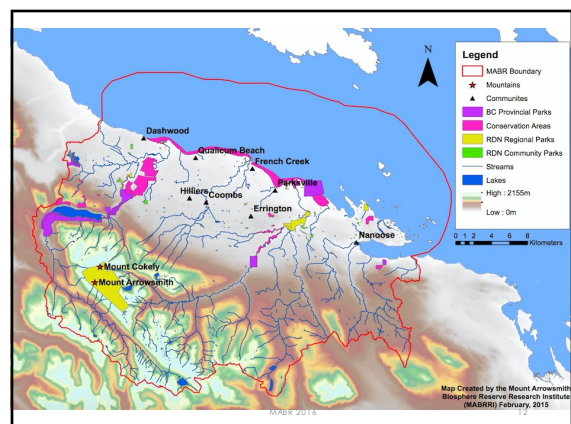 N
Legend
MABR Boundary
Mountains
Communites
BC Provincial Parks
Conservation Areas
RDN Regional Parks
RDN Community Parks
Streams
Lakes
High : 2155m
Low : 0m
0 1 2 4 6 8
Kilometers
Dashwood
Qualicum Beach
French Creek
Parksville
Hilliers
Coombs
Errington
Nanoose
Mount Cokely
Mount Arrowsmith
Map Created by the Mount Arrowsmith
Biosphere Reserve Research Institute
(MABRRI) February, 2015
MABR 2016
12